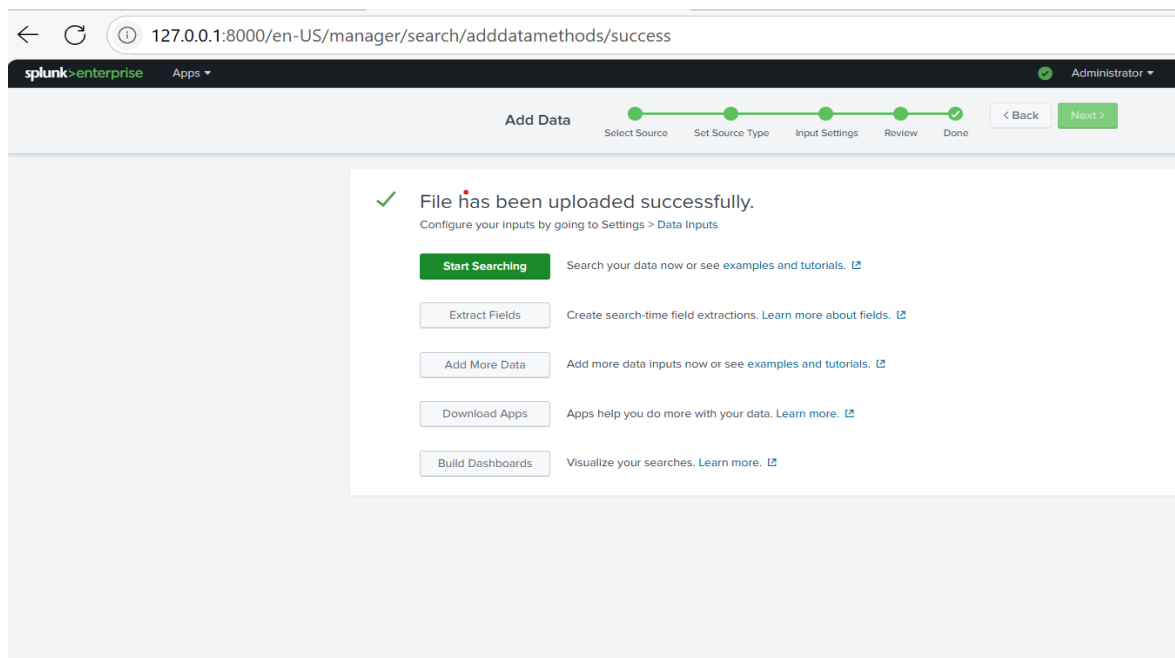 127.0.0.1:8000/en-US/manager/search/adddatamethods/success
splunk>enterprise Apps Administrator
Add Data Select Source Set Source Type Input Settings Review Done < Back Next >
File has been uploaded successfully.
Configure your inputs by going to Settings > Data Inputs
Start Searching Search your data now or see examples and tutorials.
Extract Fields Create search-time field extractions. Learn more about fields.
Add More Data Add more data inputs now or see examples and tutorials.
Download Apps Apps help you do more with your data. Learn more.
Build Dashboards Visualize your searches. Learn more.